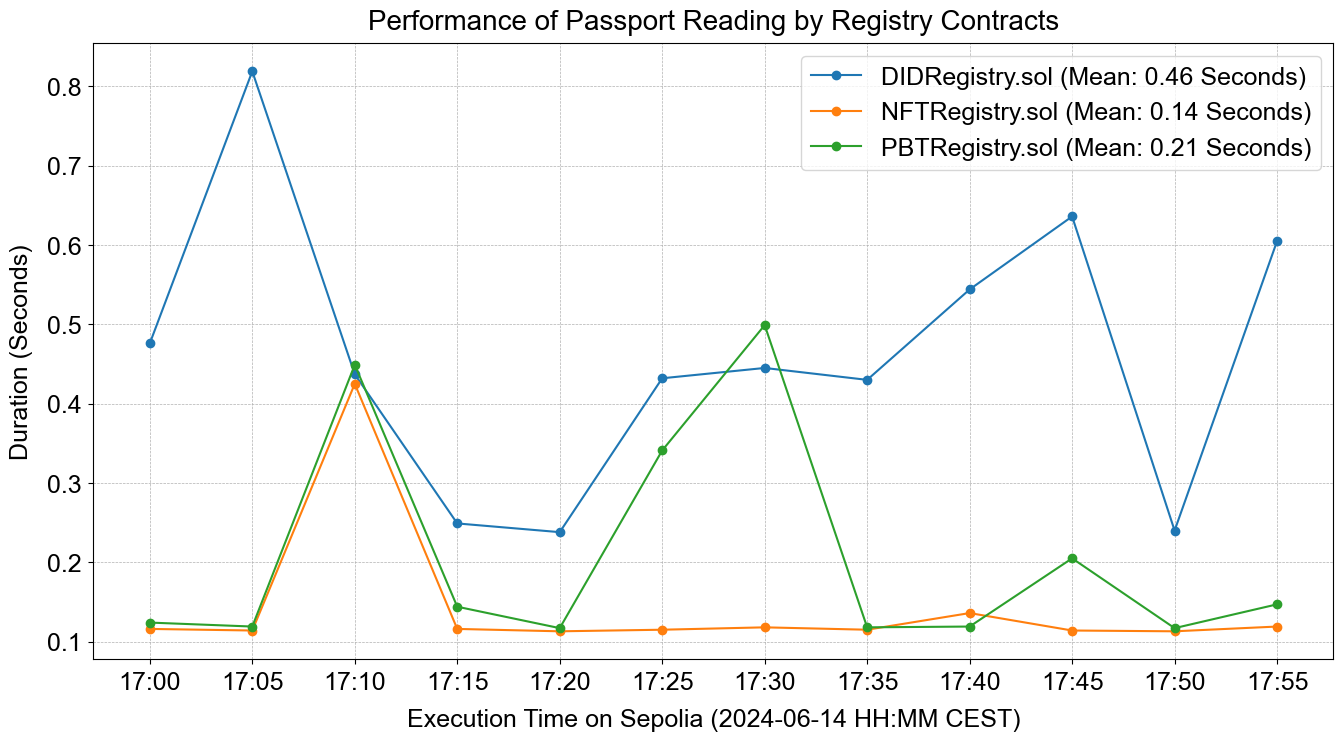 Performance of Passport Reading by Registry Contracts
DIDRegistry.sol (Mean: 0.46 Seconds)
NFTRegistry.sol (Mean: 0.14 Seconds)
PBTRegistry.sol (Mean: 0.21 Seconds)
Duration (Seconds)
0.8
0.7
0.6
0.5
0.4
0.3
0.2
0.1
17:00 17:05 17:10 17:15 17:20 17:25 17:30 17:35 17:40 17:45 17:50 17:55
Execution Time on Sepolia (2024-06-14 HH:MM CEST)